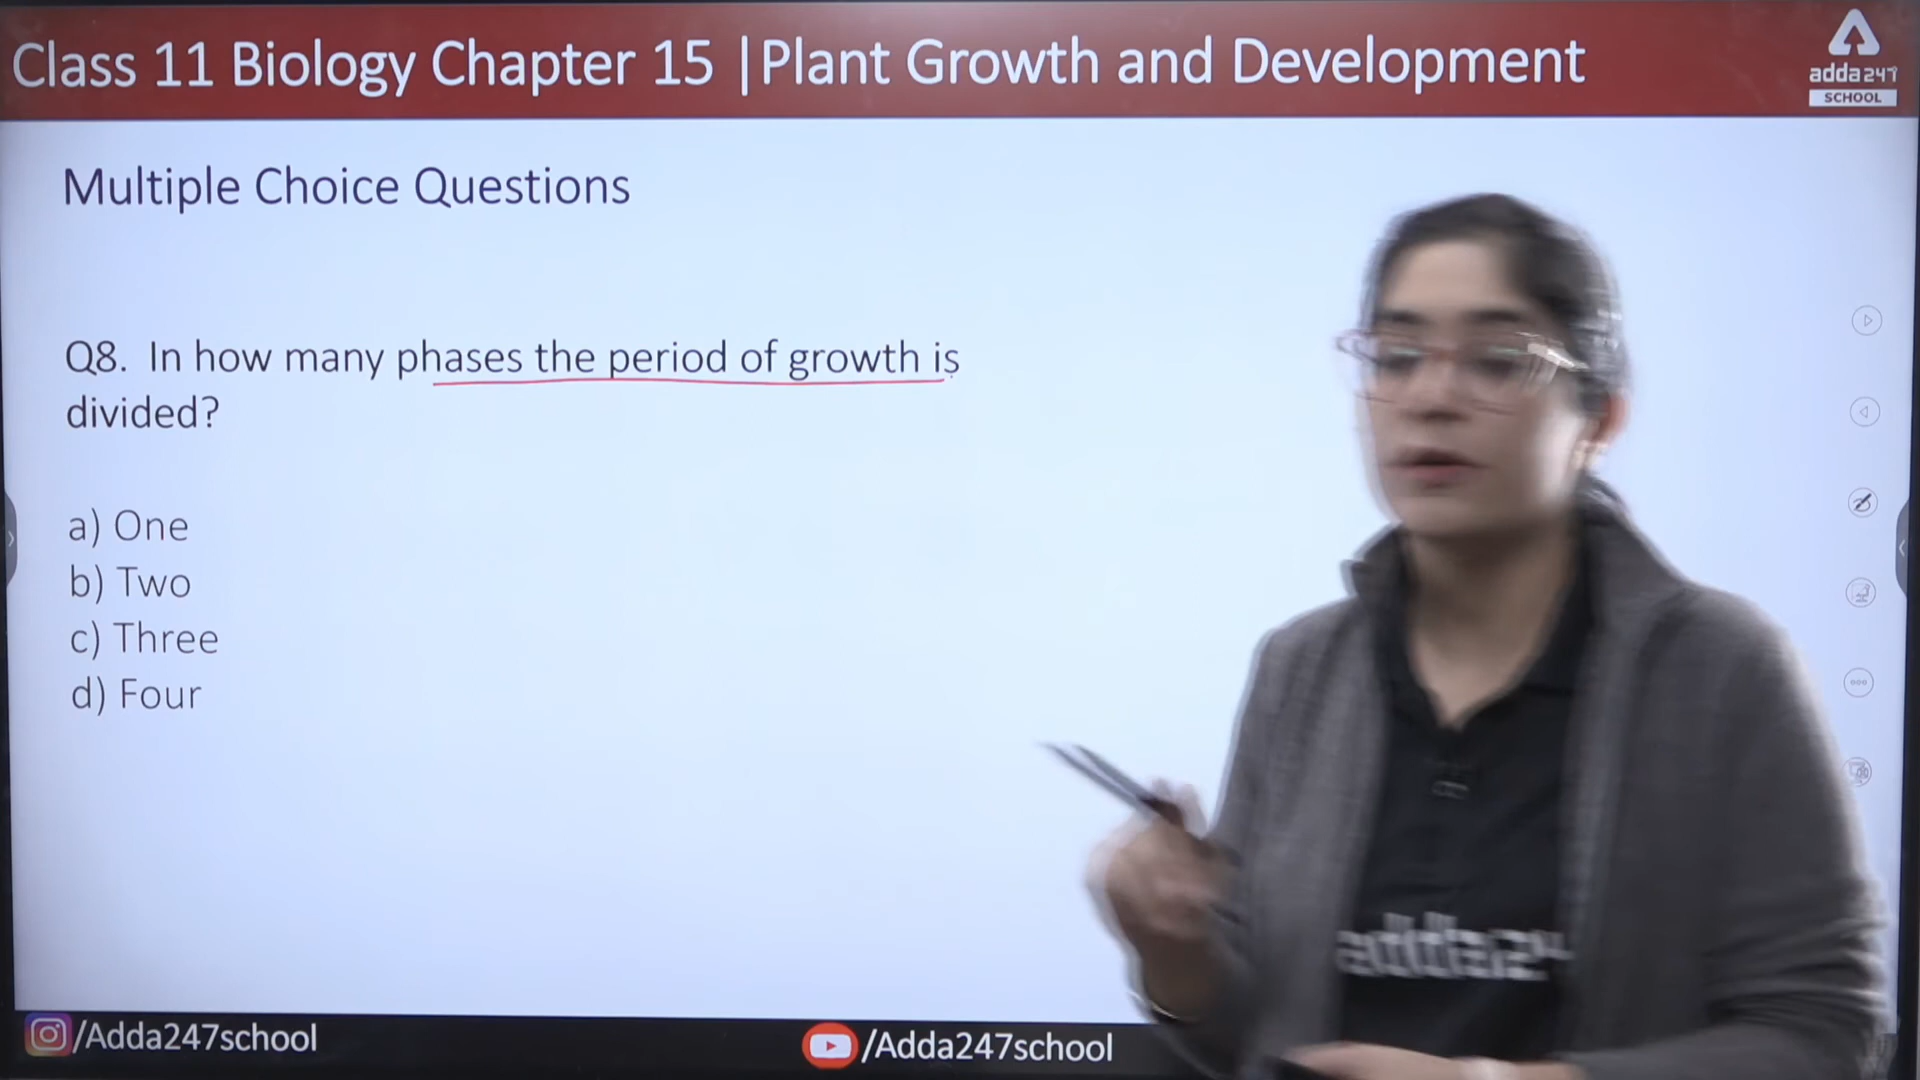 Class 11 Biology Chapter 15 |Plant Growth and Development
adda247
SCHOOL
Multiple Choice Questions
Q8. In how many phases the period of growth is
divided?
a) One
b) Two
c) Three
d) Four
adda247
/Adda247school
/Adda247school